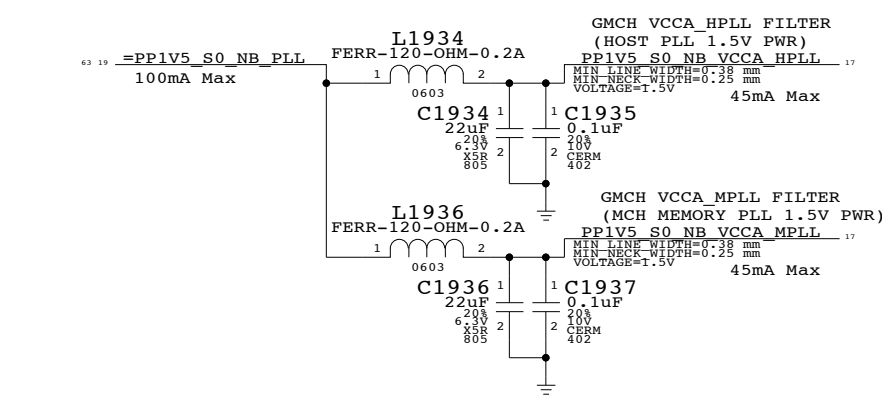 GMCH VCCA_HPLL FILTER
(HOST PLL 1.5V PWR)
L1934
FERR-120-OHM-0.2A
63 19 =PP1V5_S0_NB_PLL
100mA Max
1 2
0603
PP1V5_S0_NB_VCCA_HPLL 17
MIN_LINE_WIDTH=0.38 mm
MIN_NECK_WIDTH=0.25 mm
VOLTAGE=1.5V
45mA Max
C1934 1
22uF
20%
6.3V
X5R
805
2
1 C1935
0.1uF
20%
10V
CERM
402
2
GMCH VCCA_MPLL FILTER
(MCH MEMORY PLL 1.5V PWR)
L1936
FERR-120-OHM-0.2A
1 2
0603
PP1V5_S0_NB_VCCA_MPLL 17
MIN_LINE_WIDTH=0.38 mm
MIN_NECK_WIDTH=0.25 mm
VOLTAGE=1.5V
45mA Max
C1936 1
22uF
20%
6.3V
X5R
805
2
1 C1937
0.1uF
20%
10V
CERM
402
2